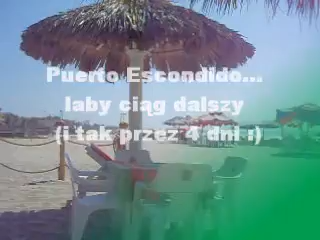 Puerto Escondido...
laby ciąg dalszy
(i tak przez 4 dni :)